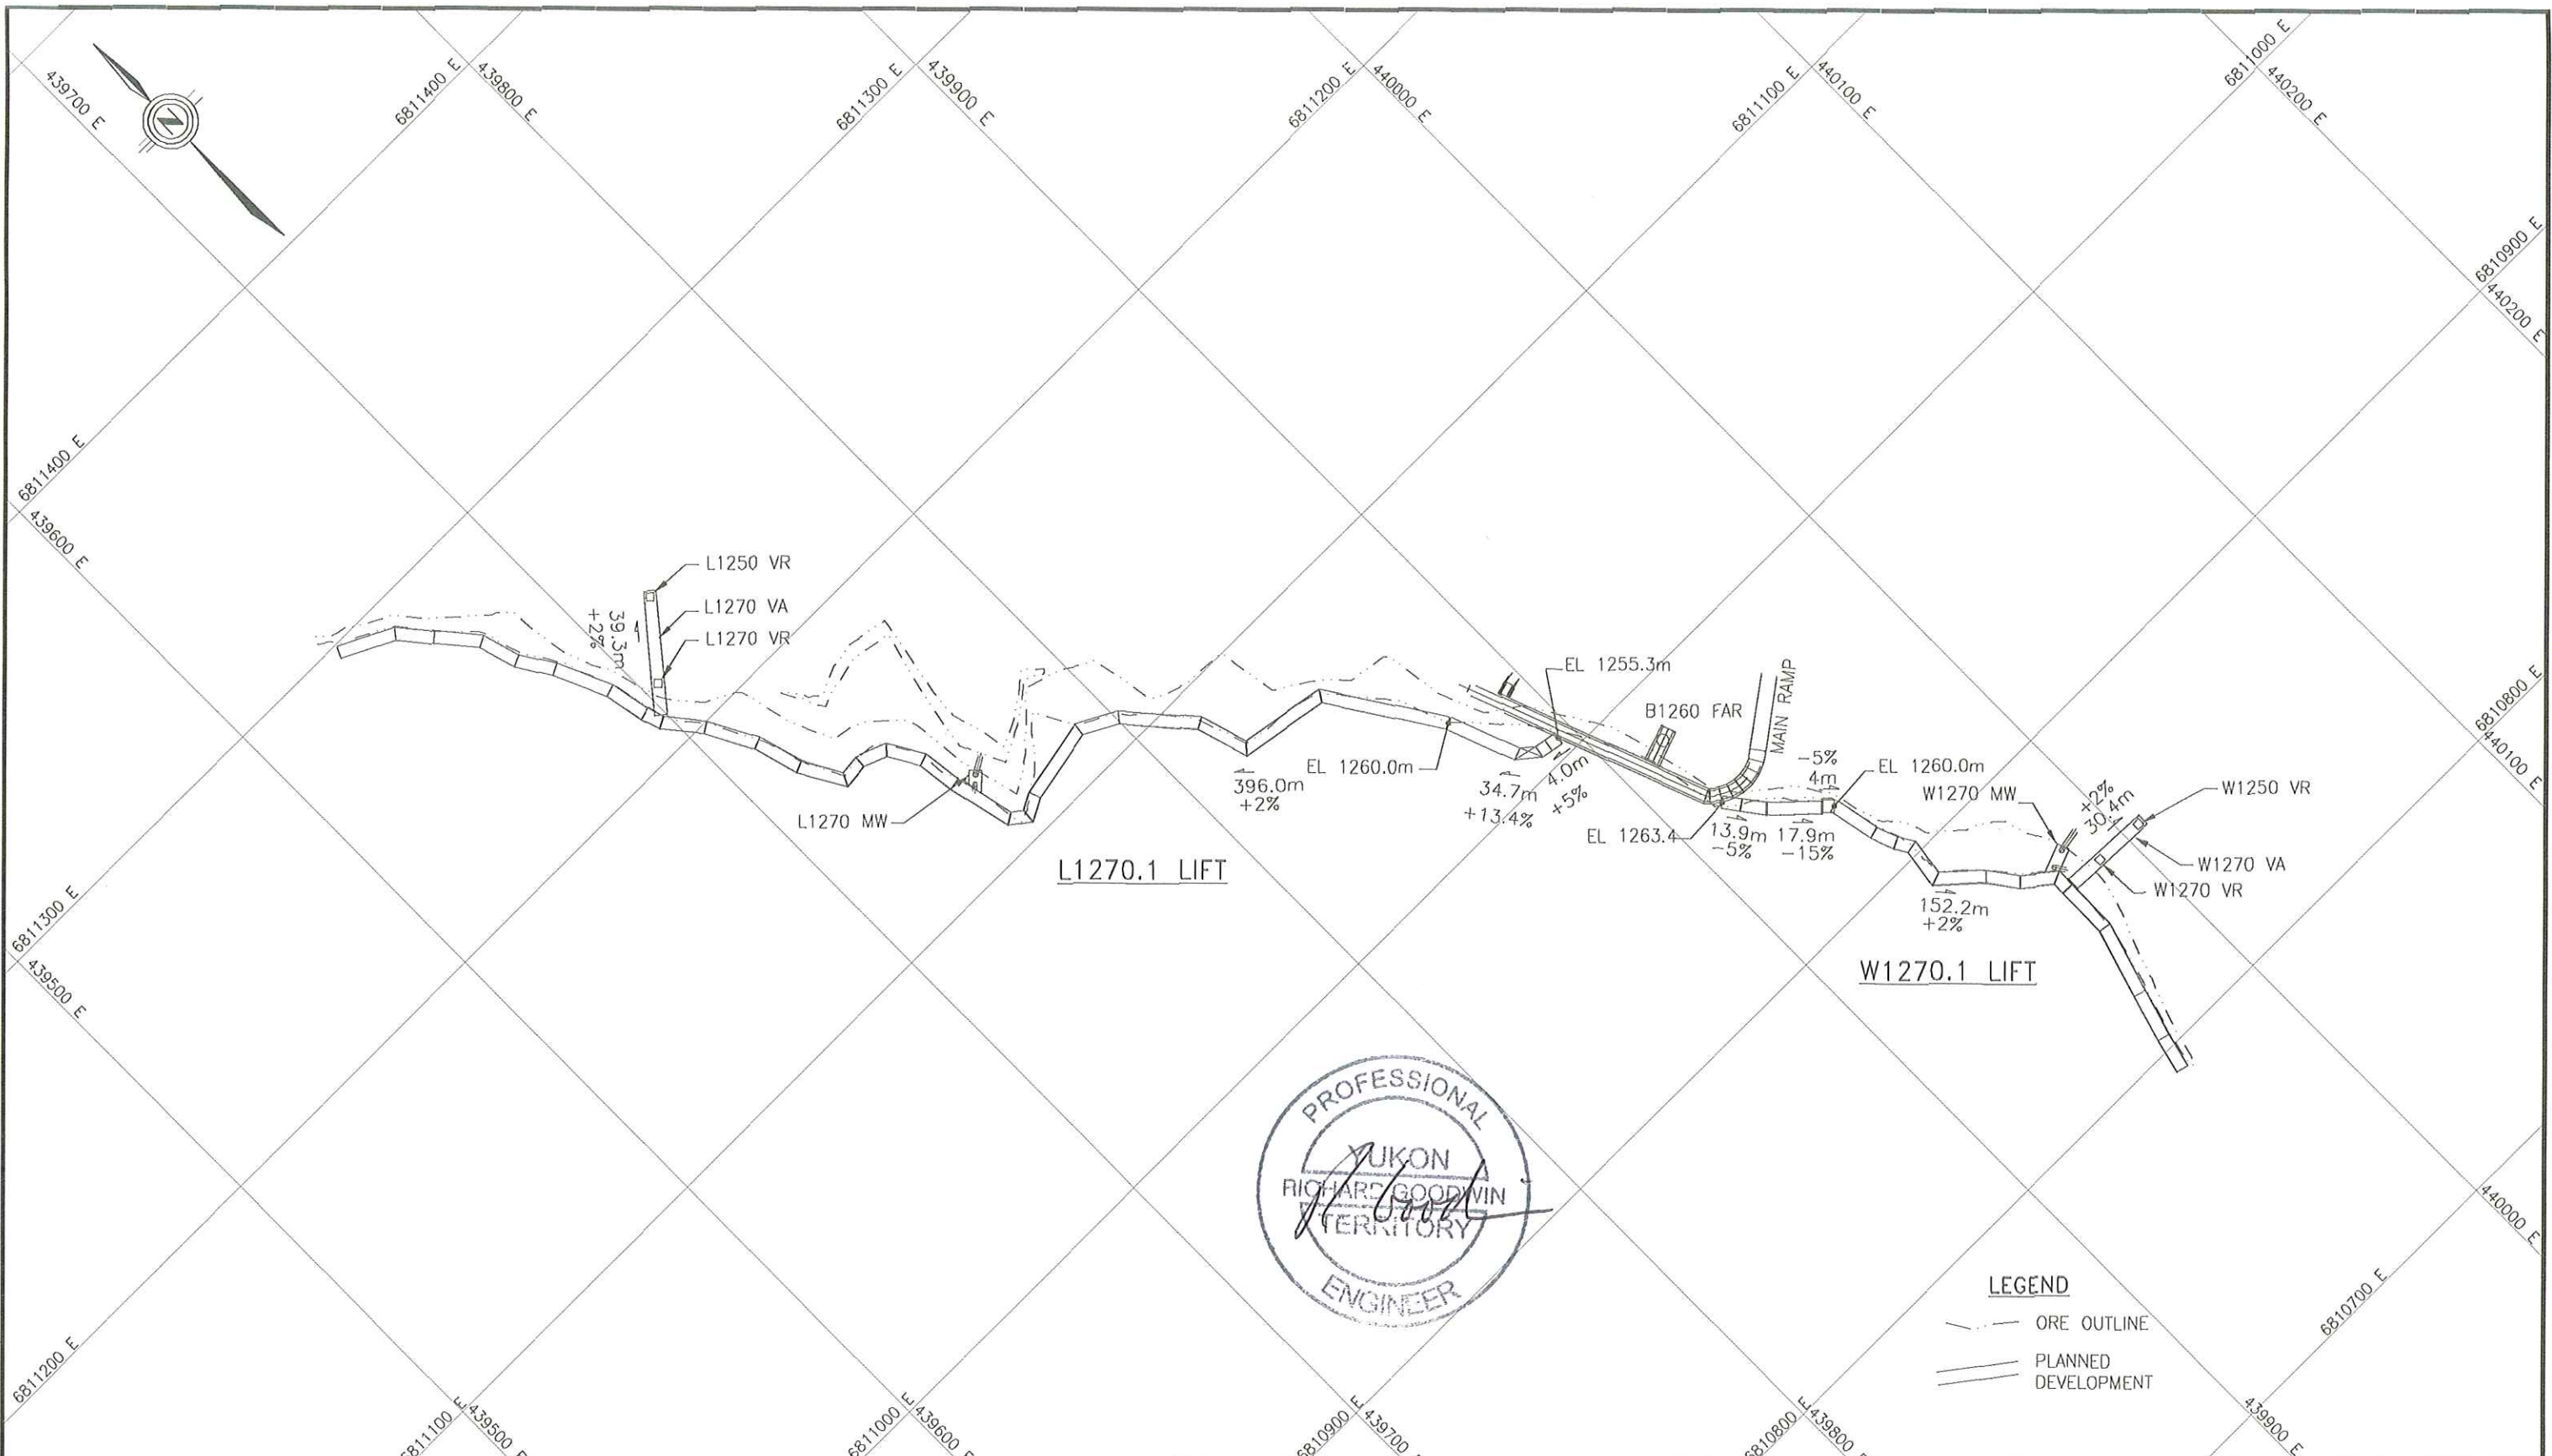 6811000 E
439700 E
6811400 E
439800 E
6811300 E
439900 E
6811200 E
440000 E
6811100 E
440100 E
440200 E
N
6810900 E
440200 E
6811400 E
439600 E
L1250 VR
L1270 VA
L1270 VR
39.3m
+2%
EL 1255.3m
B1260 FAR
MAIN RAMP
6810800 E
440100 E
EL 1260.0m
396.0m
+2%
34.7m
+13.4%
4.0m
+5%
-5%
4m
EL 1260.0m
W1270 MW
+2%
30.4m
W1250 VR
L1270 MW
EL 1263.4
13.9m
-5%
17.9m
-15%
W1270 VA
W1270 VR
L1270.1 LIFT
152.2m
+2%
W1270.1 LIFT
6811300 E
439500 E
PROFESSIONAL
YUKON
RICHARD GOODWIN
TERRITORY
ENGINEER
440000 E
LEGEND
ORE OUTLINE
PLANNED
DEVELOPMENT
6810700 E
6811200 E
6811100 E
439500 E
6811000 E
439600 E
6810900 E
439700 E
6810800 E
439800 E
439900 E